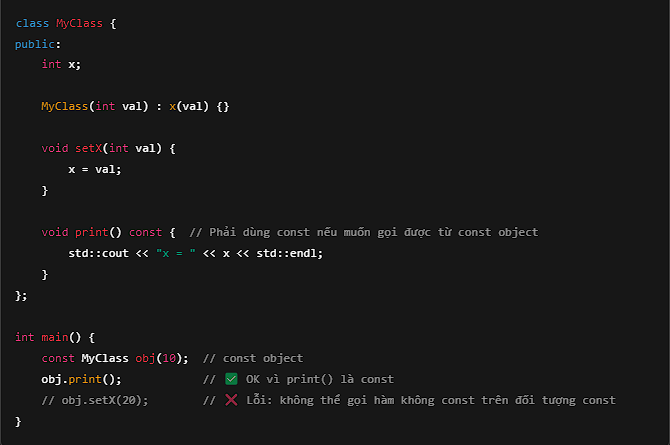 class MyClass {
public:
    int x;

    MyClass(int val) : x(val) {}

    void setX(int val) {
        x = val;
    }

    void print() const {  // Phải dùng const nếu muốn gọi được từ const object
        std::cout << "x = " << x << std::endl;
    }
};

int main() {
    const MyClass obj(10);  // const object
    obj.print();            // ✅ OK vì print() là const
    // obj.setX(20);        // ❌ Lỗi: không thể gọi hàm không const trên đối tượng const
}